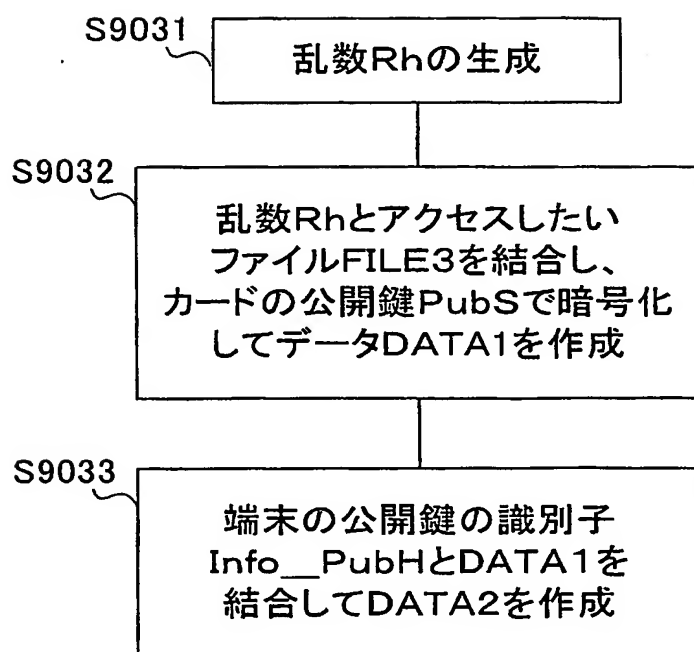 S9031
乱数Rhの生成
S9032
乱数Rhとアクセスしたい
ファイルFILE3を結合し、
カードの公開鍵PubSで暗号化
してデータDATA1を作成
S9033
端末の公開鍵の識別子
Info__PubHとDATA1を
結合してDATA2を作成